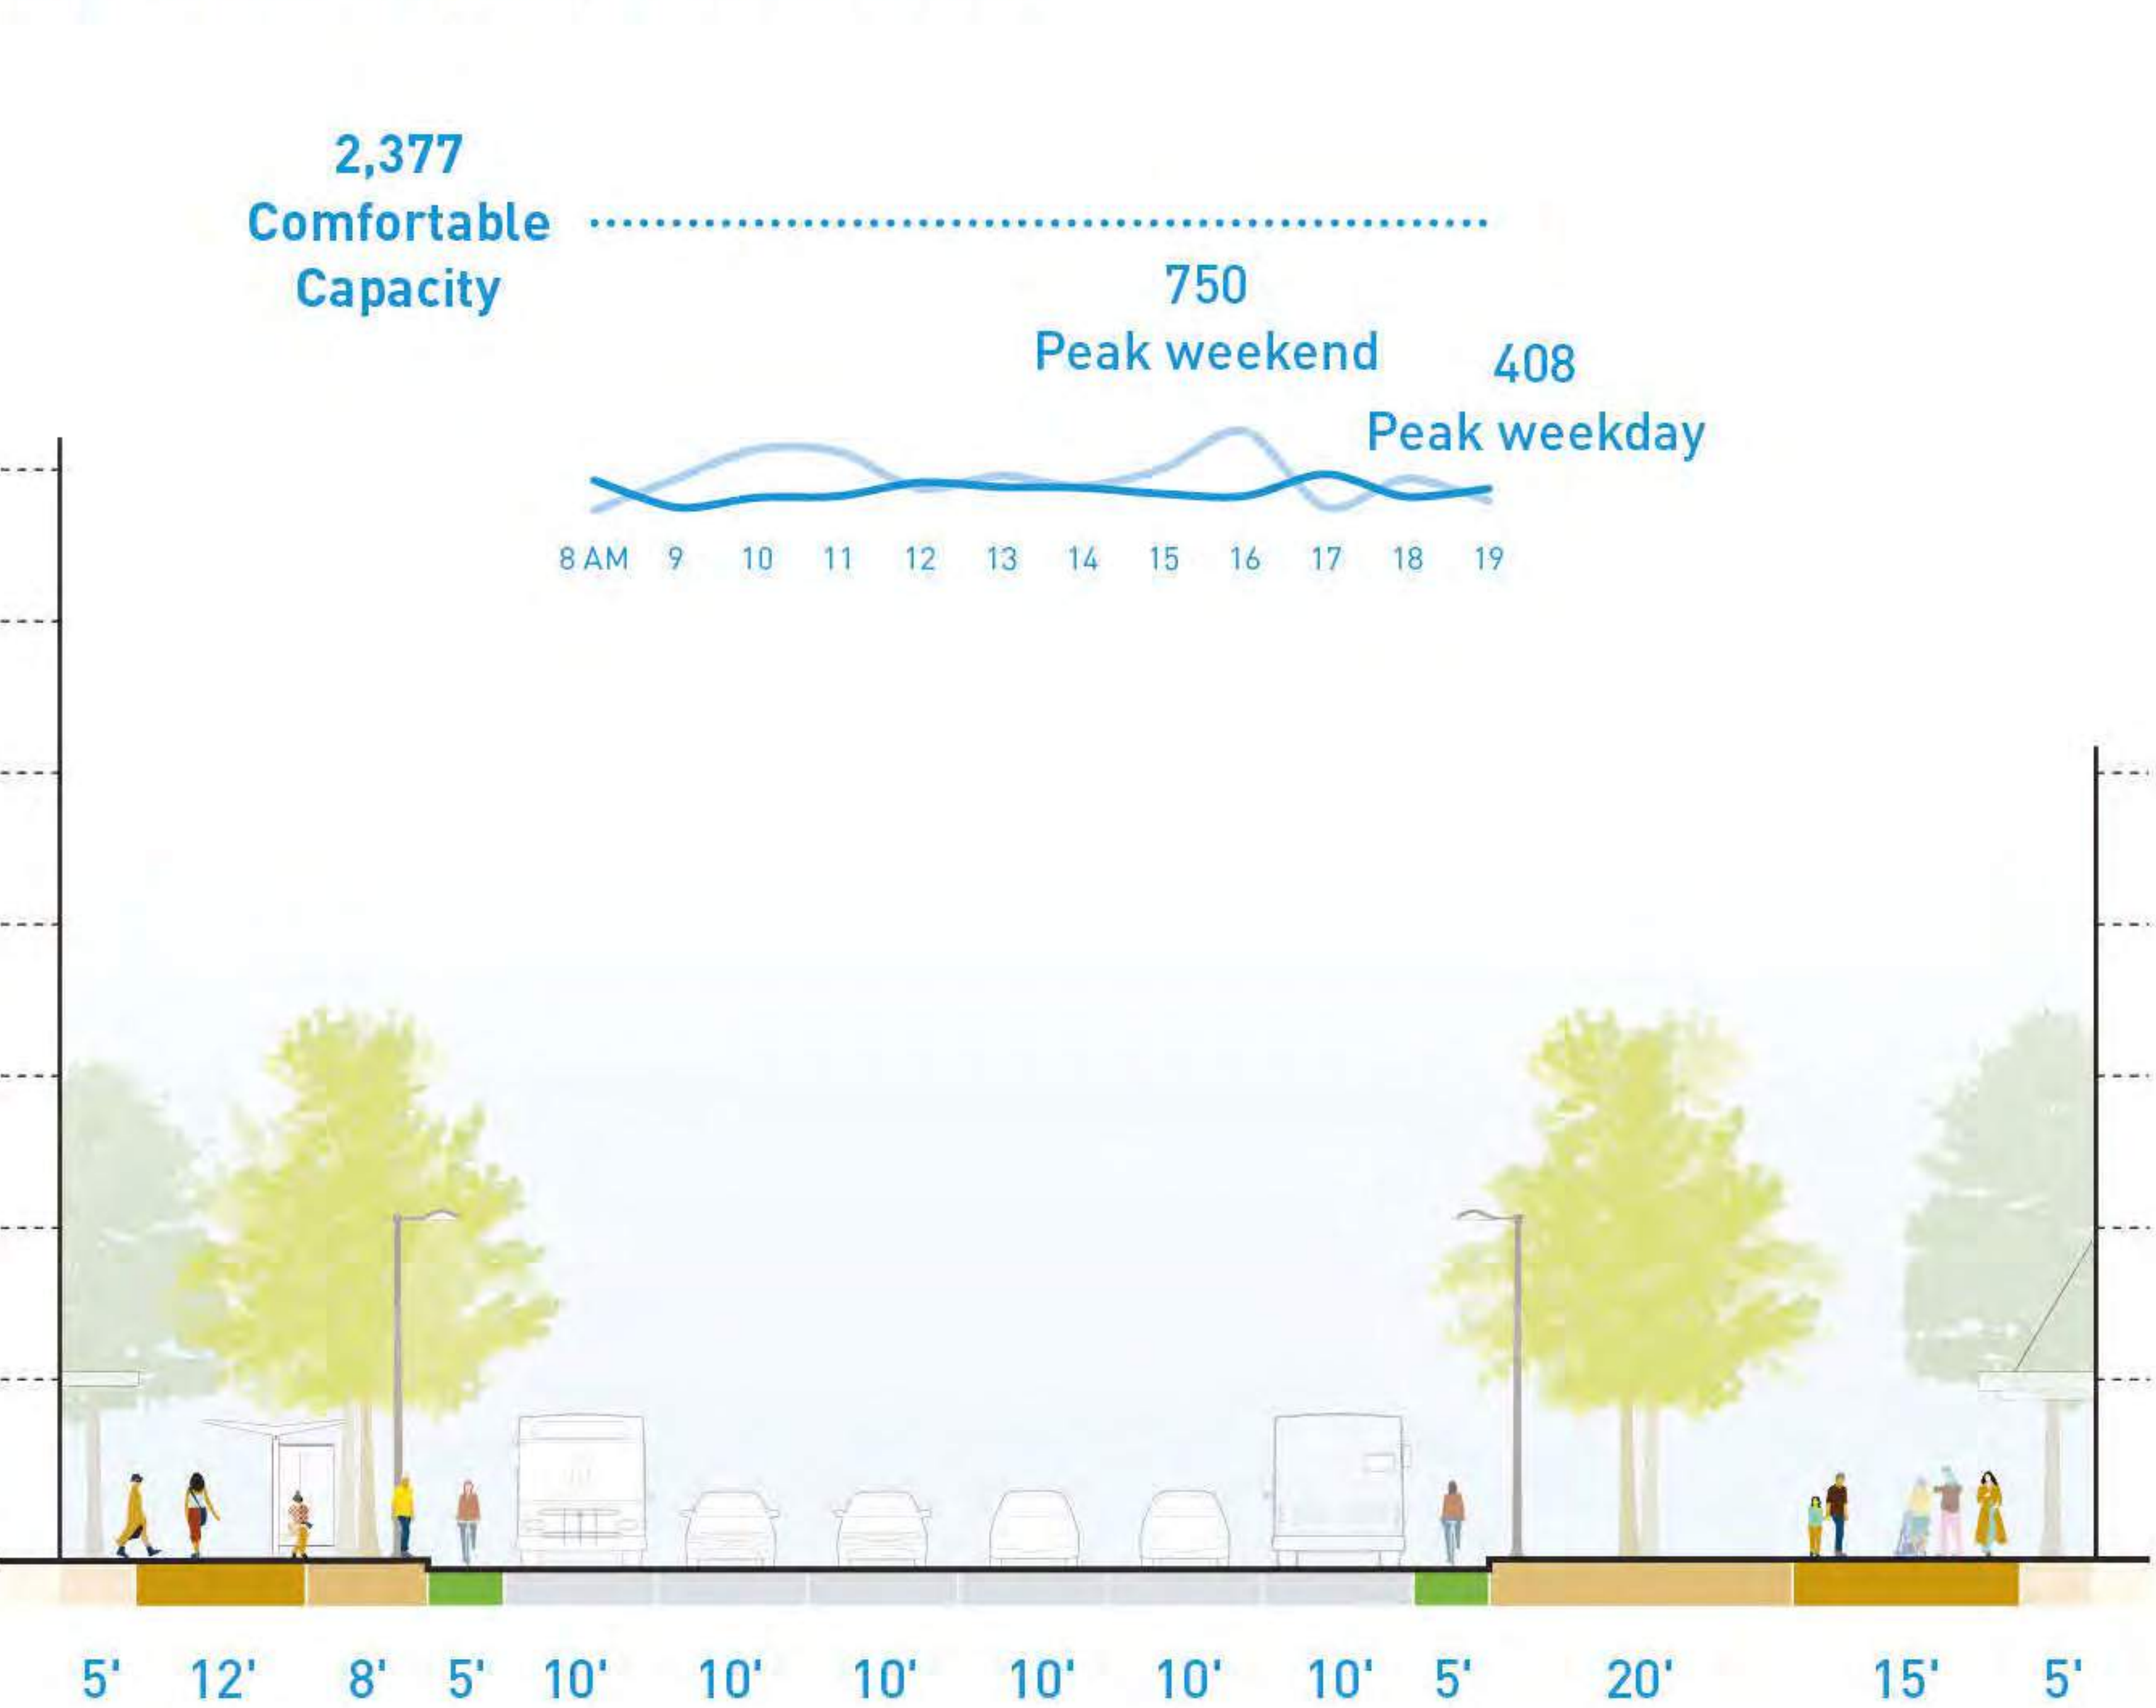 2,377
Comfortable
Capacity
750
Peak weekend
408
Peak weekday
8 AM 9 10 11 12 13 14 15 16 17 18 19
5' 12' 8' 5' 10' 10' 10' 10' 10' 10' 5' 20' 15' 5'